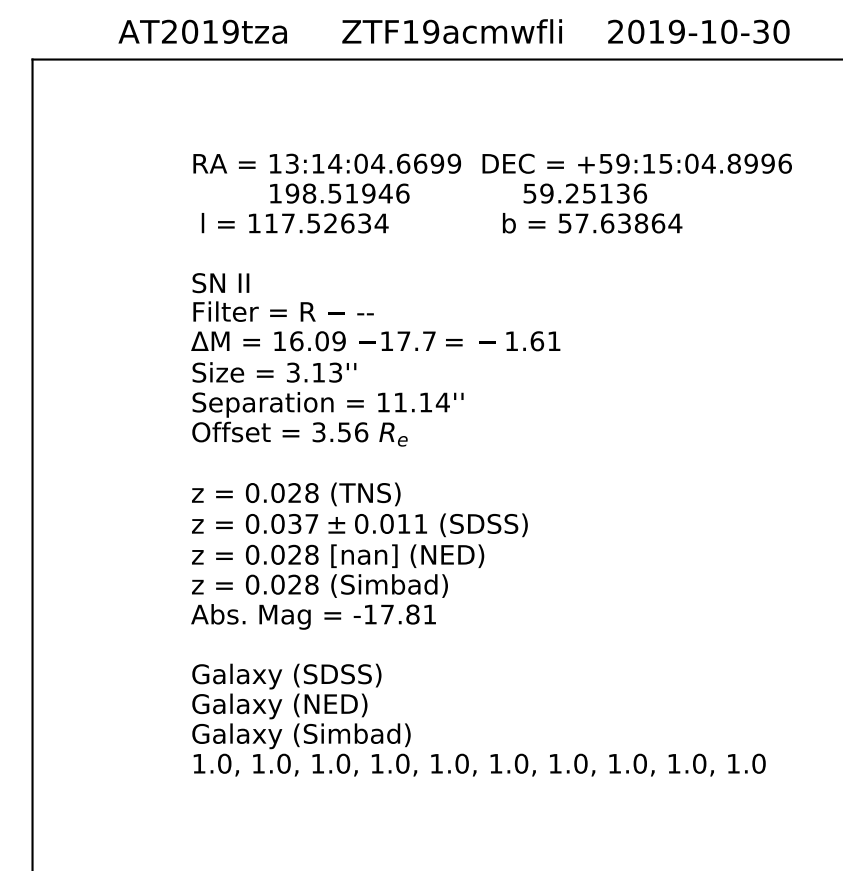 AT2019tza ZTF19acmwfli 2019-10-30
RA = 13:14:04.6699 DEC = +59:15:04.8996
198.51946 59.25136
l = 117.52634 b = 57.63864
SN II
Filter = R − --
ΔM = 16.09 −17.7 = − 1.61
Size = 3.13''
Separation = 11.14''
Offset = 3.56 Rₑ
z = 0.028 (TNS)
z = 0.037 ± 0.011 (SDSS)
z = 0.028 [nan] (NED)
z = 0.028 (Simbad)
Abs. Mag = -17.81
Galaxy (SDSS)
Galaxy (NED)
Galaxy (Simbad)
1.0, 1.0, 1.0, 1.0, 1.0, 1.0, 1.0, 1.0, 1.0, 1.0